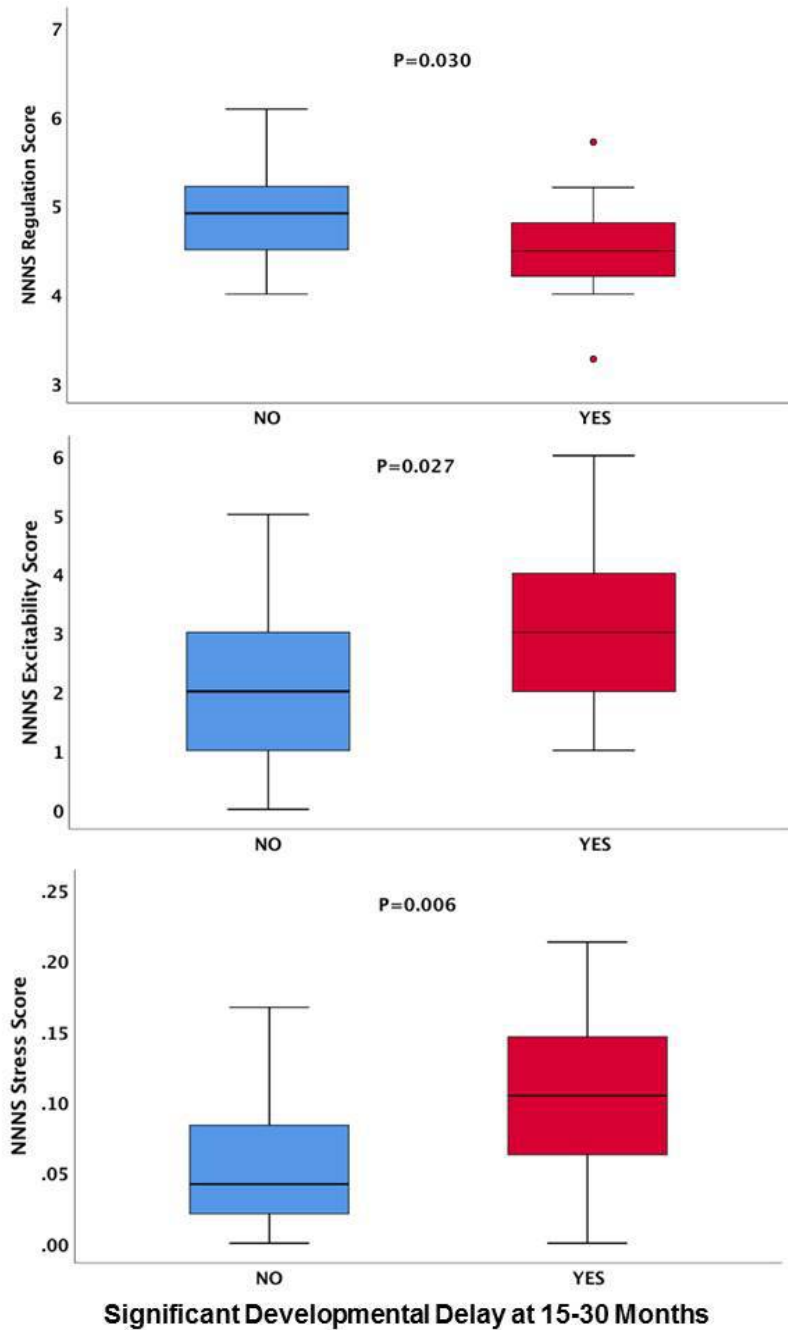 7
P=0.030
6
5
4
3
NNNS Regulation Score
NO YES
6
P=0.027
5
4
3
2
1
0
NNNS Excitability Score
NO YES
.25
P=0.006
.20
.15
.10
.05
.00
NNNS Stress Score
NO YES
Significant Developmental Delay at 15-30 Months